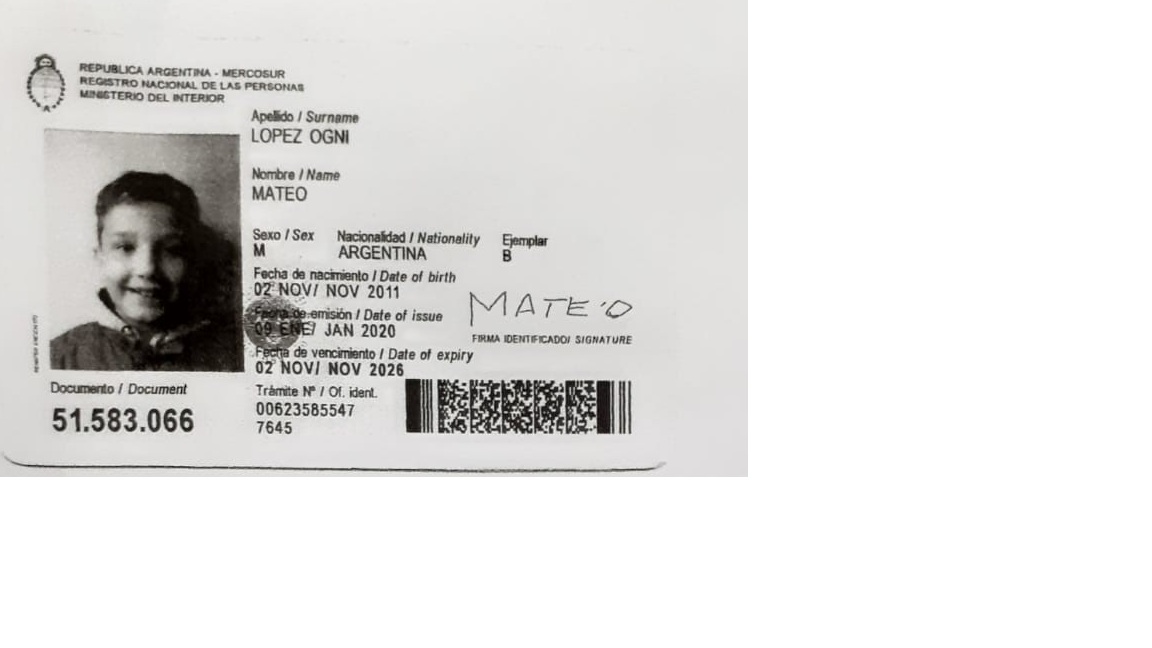 REPUBLICA ARGENTINA - MERCOSUR
REGISTRO NACIONAL DE LAS PERSONAS
MINISTERIO DEL INTERIOR
Apellido / Surname
LOPEZ OGNI
Nombre / Name
MATEO
Sexo / Sex Nacionalidad / Nationality Ejemplar
M ARGENTINA B
Fecha de nacimiento / Date of birth
02 NOV/ NOV 2011
Fecha de emisión / Date of issue
09 ENE/ JAN 2020
Fecha de vencimiento / Date of expiry
02 NOV/ NOV 2026
MATEO
FIRMA IDENTIFICADO/ SIGNATURE
Documento / Document
51.583.066
Trámite Nº / Of. ident.
00623585547
7645